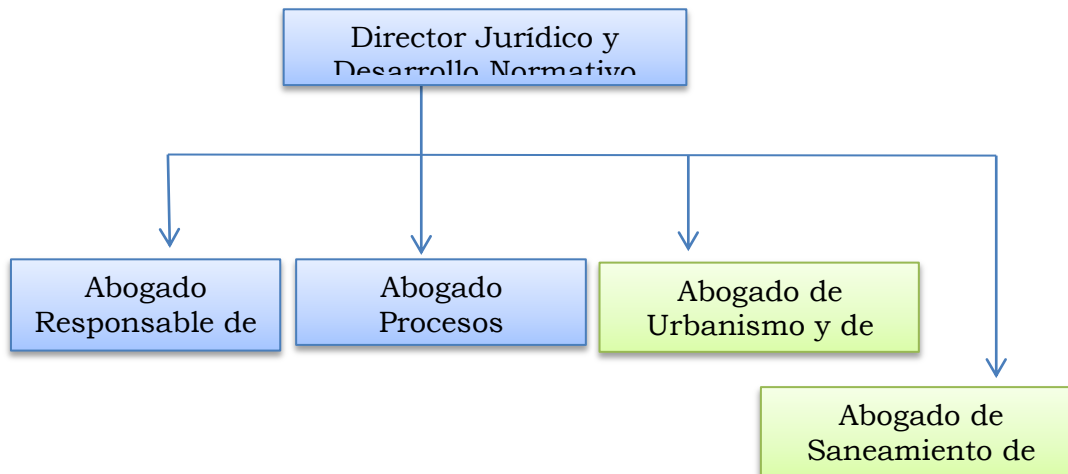 Director Jurídico y
Desarrollo Normativo
Abogado
Responsable de
Abogado
Procesos
Abogado de
Urbanismo y de
Abogado de
Saneamiento de